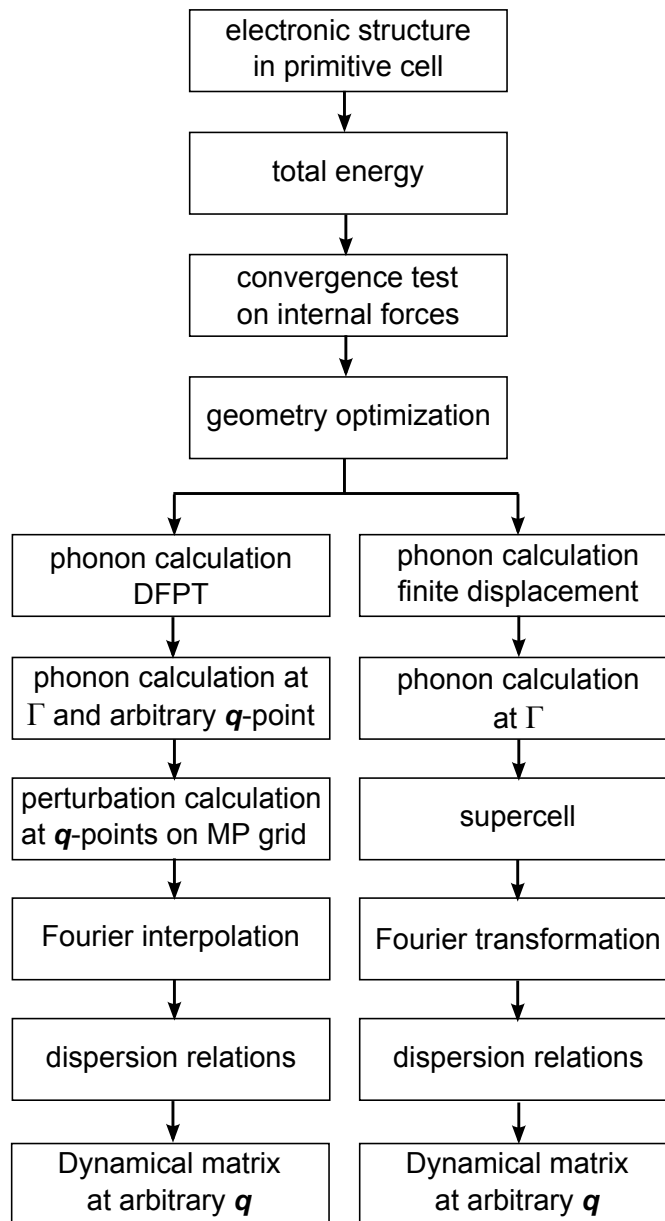 electronic structure
in primitive cell
total energy
convergence test
on internal forces
geometry optimization
phonon calculation
DFPT
phonon calculation at
Γ and arbitrary q-point
perturbation calculation
at q-points on MP grid
Fourier interpolation
dispersion relations
Dynamical matrix
at arbitrary q
phonon calculation
finite displacement
phonon calculation
at Γ
supercell
Fourier transformation
dispersion relations
Dynamical matrix
at arbitrary q